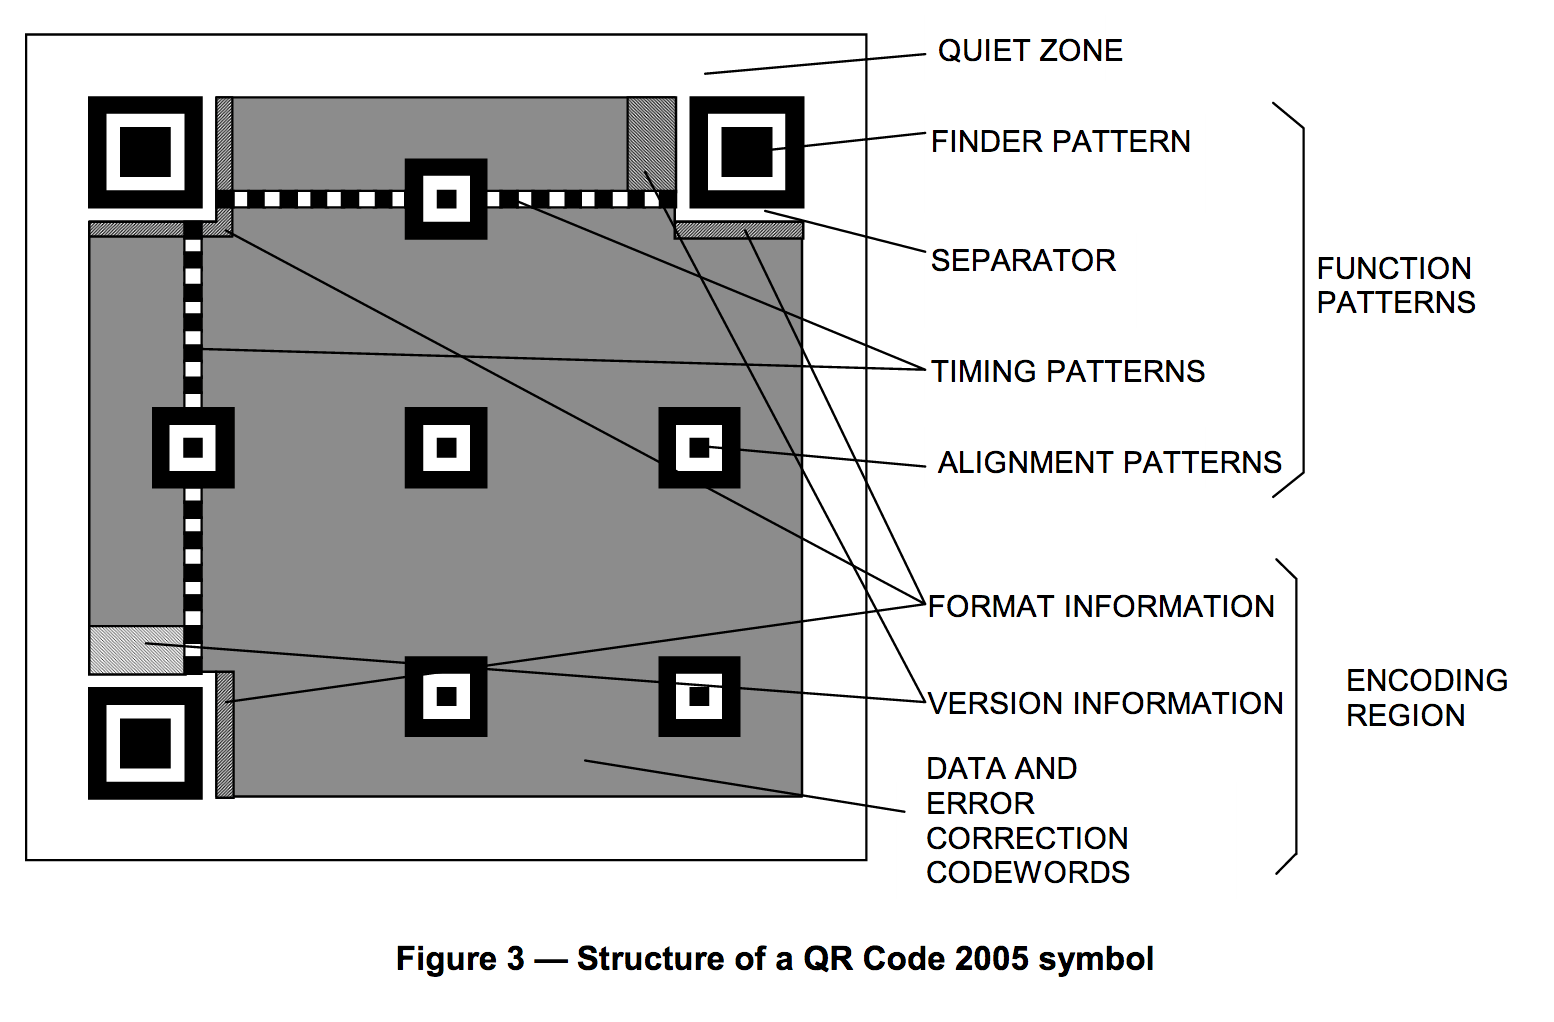 QUIET ZONE
FINDER PATTERN
SEPARATOR
TIMING PATTERNS
ALIGNMENT PATTERNS
FUNCTION
PATTERNS
FORMAT INFORMATION
VERSION INFORMATION
DATA AND
ERROR
CORRECTION
CODEWORDS
ENCODING
REGION
Figure 3 — Structure of a QR Code 2005 symbol